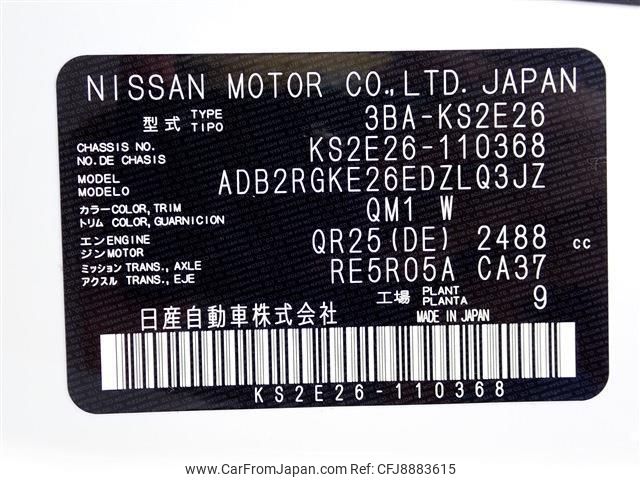 NISSAN MOTOR CO.,LTD. JAPAN
型式 TYPE TIPO 3BA-KS2E26
CHASSIS NO. NO. DE CHASIS KS2E26-110368
MODEL MODELO ADB2RGKE26EDZLQ3JZ
カラー COLOR, TRIM トリム COLOR, GUARNICION QM1 W
エンジン ENGINE MOTOR QR25(DE) 2488 cc
ミッション TRANS., AXLE アクスル TRANS., EJE RE5R05A CA37
工場 PLANT PLANTA 9
日産自動車株式会社 MADE IN JAPAN
KS2E26-110368
www.CarFromJapan.com - Vehicle ID: CFJ8883615